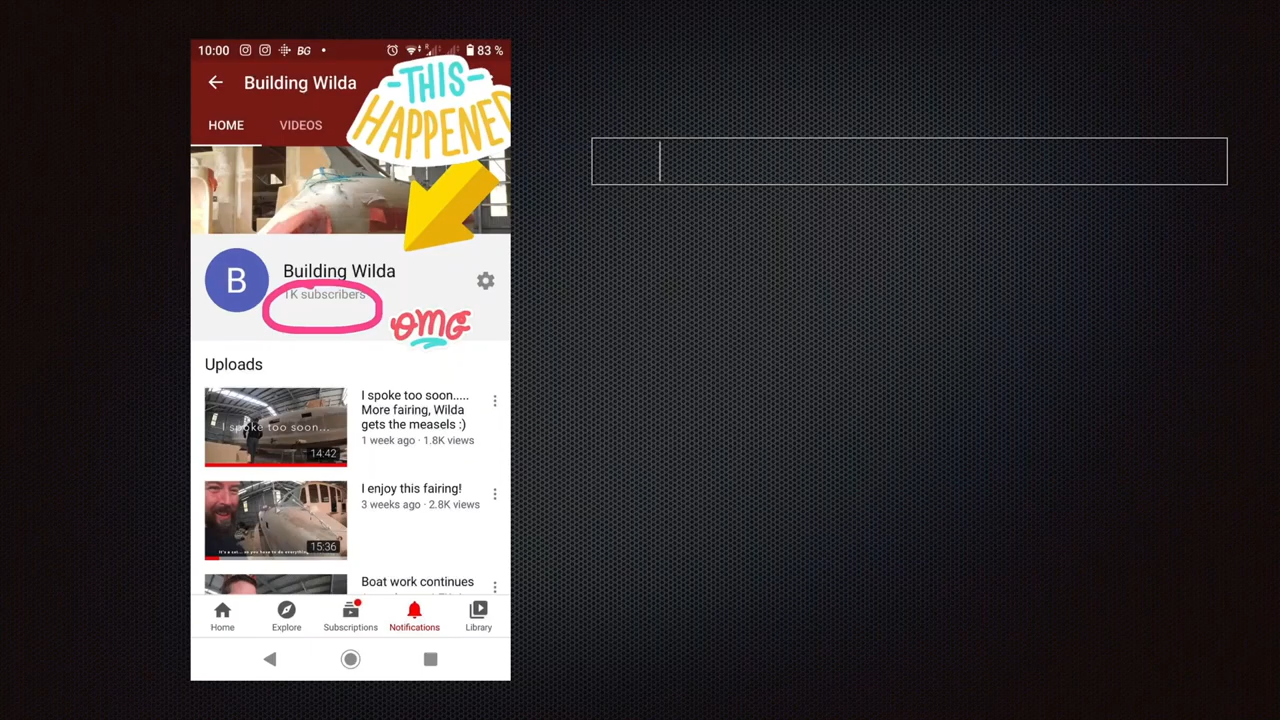 10:00 BG 83 %
Building Wilda
-THIS-
HAPPENED
HOME VIDEOS
B
Building Wilda
1K subscribers
OMG
Uploads
I spoke too soon.....
More fairing, Wilda
gets the measels :)
1 week ago · 1.8K views
I spoke too soon...
14:42
I enjoy this fairing!
3 weeks ago · 2.8K views
15:36
Boat work continues
Home Explore Subscriptions Notifications Library